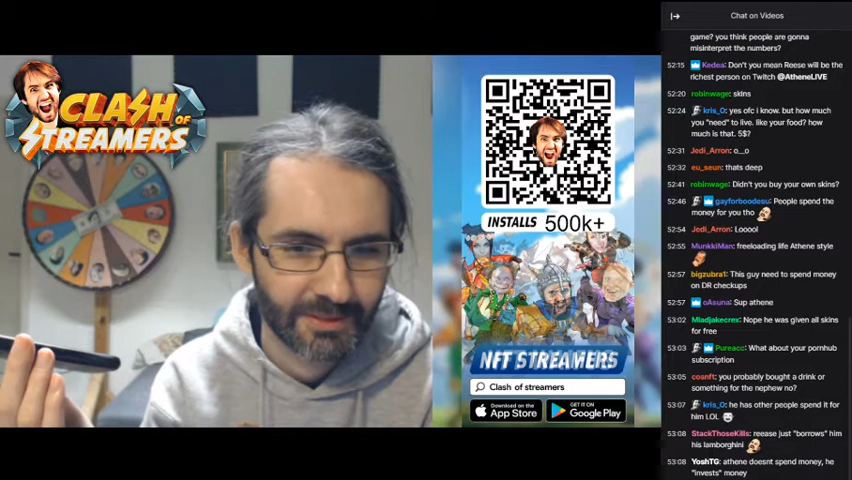 CLASH OF
STREAMERS
INSTALLS 500k+
NFT STREAMERS
Clash of streamers
Download on the
App Store
GET IT ON
Google Play
Chat on Videos
game? you think people are gonna
misinterpret the numbers?
52:15 Kedea: Don't you mean Reese will be the
richest person on Twitch @AtheneLIVE
52:20 robinwage: skins
52:24 kris_O: yes ofc i know. but how much
you "need" to live. like your food? how
much is that. 5$?
52:31 Jedi_Arron: o__o
52:32 eu_seur: thats deep
52:41 robinwage: Didn't you buy your own skins?
52:46 gayforboodesu: People spend the
money for you tho
52:54 Jedi_Arron: Looool
52:55 MunkkiMarc: freeloading life Athene style
52:57 bigzubra1: This guy need to spend money
on DR checkups
52:57 oAsuna: Sup athene
53:02 Mladjakecrex: Nope he was given all skins
for free
53:03 Pureacc: What about your pornhub
subscription
53:05 cosnft: you probably bought a drink or
something for the nephew no?
53:07 kris_O: he has other people spend it for
him LOL
53:08 StackThoseKills: reease just "borrows" him
his lamborghini
53:08 YoshTG: athene doesnt spend money, he
"invests" money